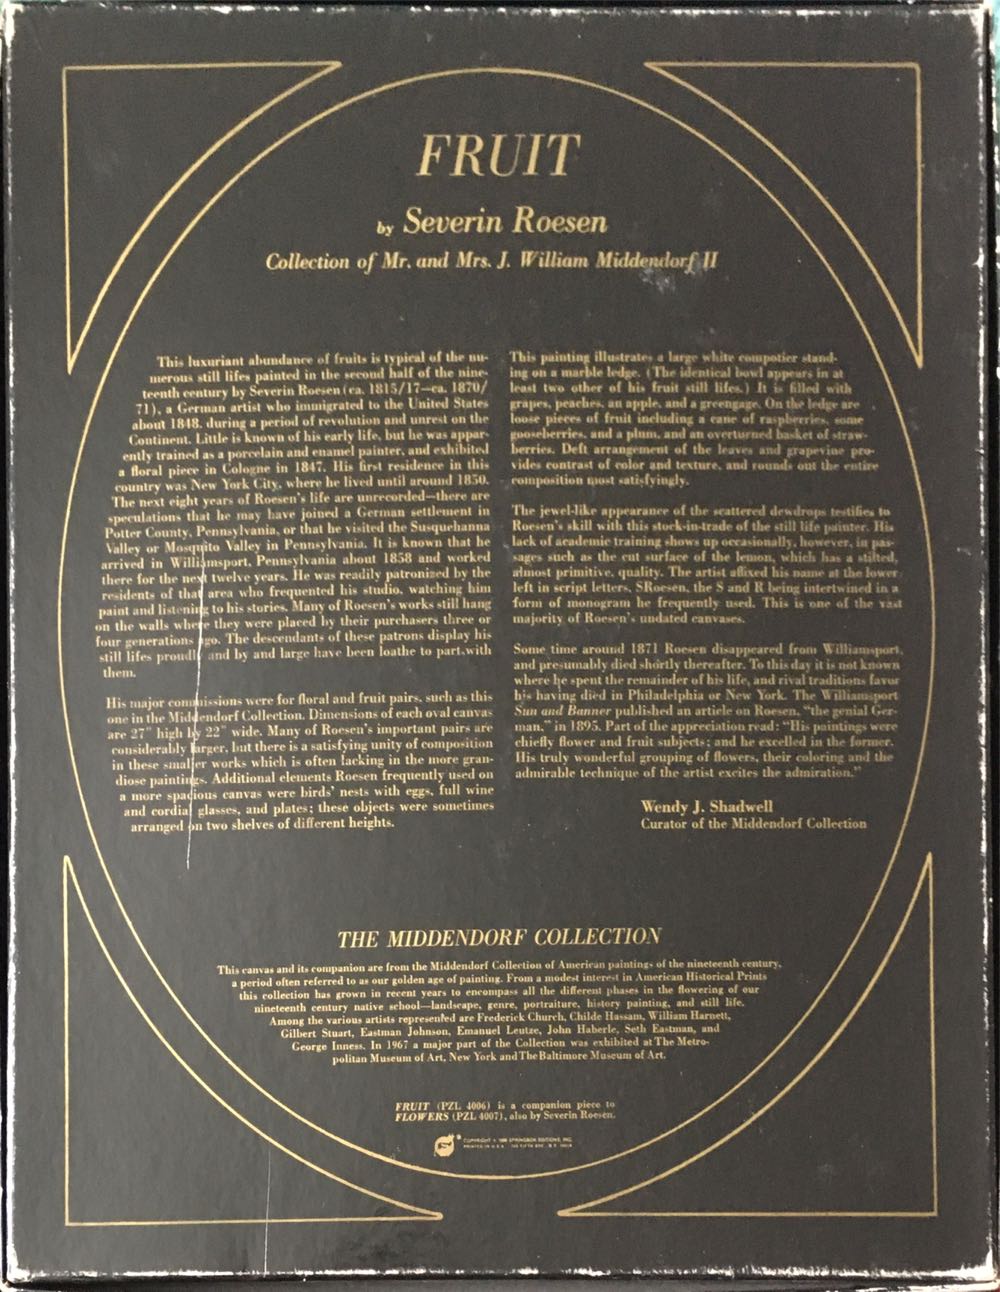 FRUIT
by Severin Roesen
Collection of Mr. and Mrs. J. William Middendorf II
This luxuriant abundance of fruits is typical of the nu-
merous still lifes painted in the second half of the nine-
teenth century by Severin Roesen (ca. 1815/17—ca. 1870/
71), a German artist who immigrated to the United States
about 1848, during a period of revolution and unrest on the
Continent. Little is known of his early life, but he was appar-
ently trained as a porcelain and enamel painter, and exhibited
a floral piece in Cologne in 1847. His first residence in this
country was New York City, where he lived until around 1850.
The next eight years of Roesen's life are unrecorded—there are
speculations that he may have joined a German settlement in
Potter County, Pennsylvania, or that he visited the Susquehanna
Valley or Mosquito Valley in Pennsylvania. It is known that he
arrived in Williamsport, Pennsylvania about 1858 and worked
there for the next twelve years. He was readily patronized by the
residents of that area who frequented his studio, watching him
paint and listening to his stories. Many of Roesen's works still hang
on the walls where they were placed by their purchasers three or
four generations ago. The descendants of these patrons display his
still lifes proudly and by and large have been loathe to part with
them.
His major commissions were for floral and fruit pairs, such as this
one in the Middendorf Collection. Dimensions of each oval canvas
are 27" high by 22" wide. Many of Roesen's important pairs are
considerably larger, but there is a satisfying unity of composition
in these smaller works which is often lacking in the more gran-
diose paintings. Additional elements Roesen frequently used on
a more spacious canvas were birds' nests with eggs, full wine
and cordial glasses, and plates; these objects were sometimes
arranged on two shelves of different heights.
This painting illustrates a large white compotier stand-
ing on a marble ledge. (The identical bowl appears in at
least two other of his fruit still lifes.) It is filled with
grapes, peaches, an apple, and a greengage. On the ledge are
loose pieces of fruit including a cane of raspberries, some
gooseberries, and a plum, and an overturned basket of straw-
berries. Deft arrangement of the leaves and grapevine pro-
vides contrast of color and texture, and rounds out the entire
composition most satisfyingly.
The jewel-like appearance of the scattered dewdrops testifies to
Roesen's skill with this stock-in-trade of the still life painter. His
lack of academic training shows up occasionally, however, in pas-
sages such as the cut surface of the lemon, which has a stilted,
almost primitive, quality. The artist affixed his name at the lower
left in script letters, SRoesen, the S and R being intertwined in a
form of monogram he frequently used. This is one of the vast
majority of Roesen's undated canvases.
Some time around 1871 Roesen disappeared from Williamsport,
and presumably died shortly thereafter. To this day it is not known
where he spent the remainder of his life, and rival traditions favor
his having died in Philadelphia or New York. The Williamsport
Sun and Banner published an article on Roesen, "the genial Ger-
man," in 1895. Part of the appreciation read: "His paintings were
chiefly flower and fruit subjects; and he excelled in the former.
His truly wonderful grouping of flowers, their coloring and the
admirable technique of the artist excites the admiration."
Wendy J. Shadwell
Curator of the Middendorf Collection
THE MIDDENDORF COLLECTION
This canvas and its companion are from the Middendorf Collection of American paintings of the nineteenth century,
a period often referred to as our golden age of painting. From a modest interest in American Historical Prints
this collection has grown in recent years to encompass all the different phases in the flowering of our
nineteenth century native school—landscape, genre, portraiture, history painting, and still life.
Among the various artists represented are Frederick Church, Childe Hassam, William Harnett,
Gilbert Stuart, Eastman Johnson, Emanuel Leutze, John Haberle, Seth Eastman, and
George Inness. In 1967 a major part of the Collection was exhibited at The Metro-
politan Museum of Art, New York and The Baltimore Museum of Art.
FRUIT (PZL 4006) is a companion piece to
FLOWERS (PZL 4007), also by Severin Roesen.
COPYRIGHT SPRINGBOK EDITIONS, INC.
PRINTED IN U.S.A.